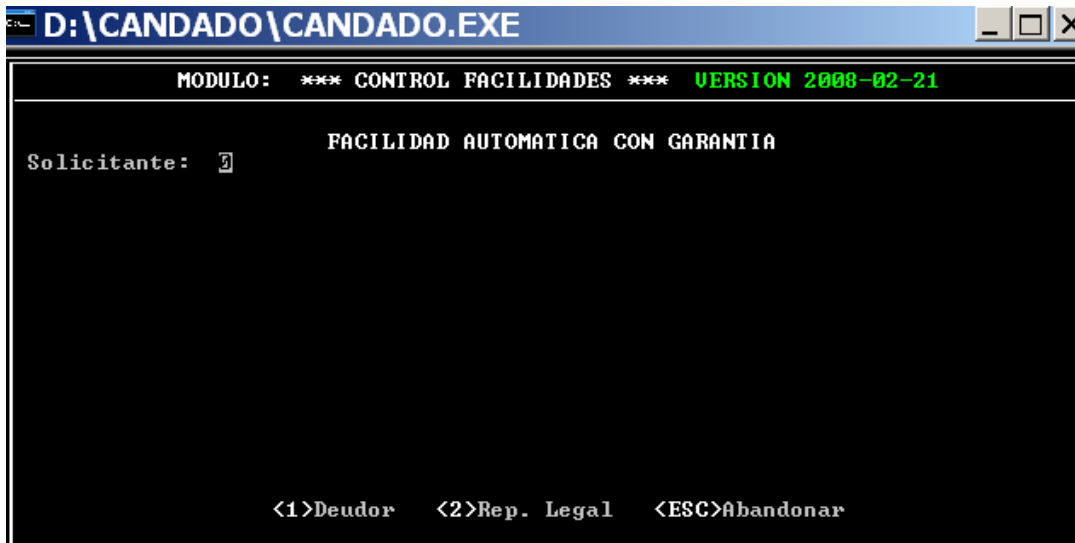 D:\CANDADO\CANDADO.EXE
MODULO: *** CONTROL FACILIDADES *** VERSION 2008-02-21
FACILIDAD AUTOMATICA CON GARANTIA
Solicitante:
<1>Deudor <2>Rep. Legal <ESC>Abandonar